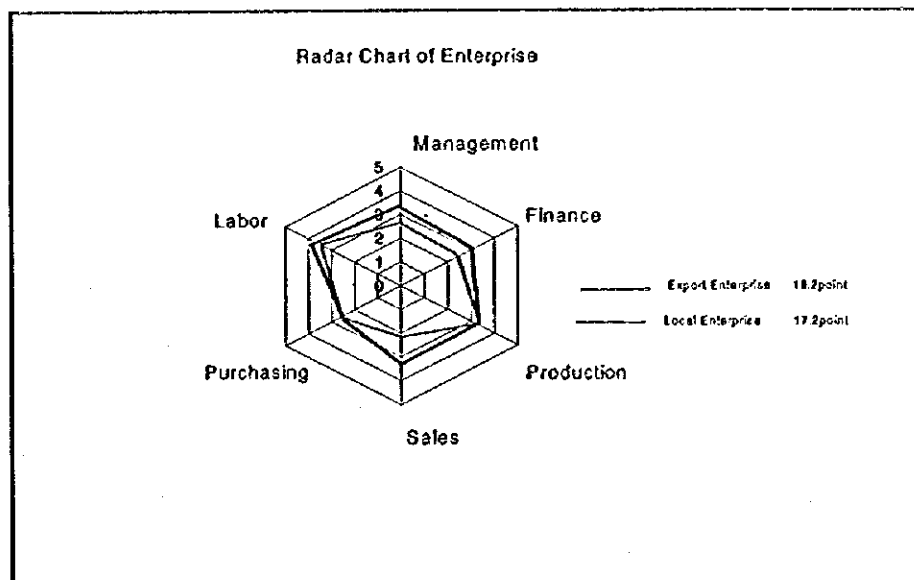 Radar Chart of Enterprise
Management
5
4
3
2
1
0
Labor
Finance
Export Enterprise
Local Enterprise 17.2point
Purchasing
Production
Sales